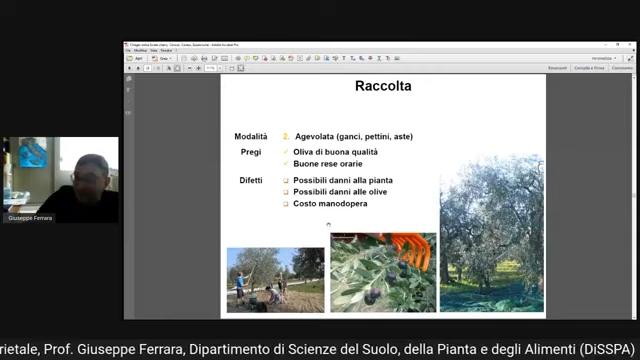 Raccolta
Modalità 2. Agevolata (ganci, pettini, aste)
Pregi ✓ Oliva di buona qualità
✓ Buone rese orarie
Difetti ❑ Possibili danni alla pianta
❑ Possibili danni alle olive
❑ Costo manodopera
Giuseppe Ferrara
rietale, Prof. Giuseppe Ferrara, Dipartimento di Scienze del Suolo, della Pianta e degli Alimenti (DiSSPA)